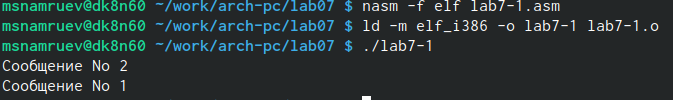 msnamruev@dk8n60 ~/work/arch-pc/lab07 $ nasm -f elf lab7-1.asm
msnamruev@dk8n60 ~/work/arch-pc/lab07 $ ld -m elf_i386 -o lab7-1 lab7-1.o
msnamruev@dk8n60 ~/work/arch-pc/lab07 $ ./lab7-1
Сообщение No 2
Сообщение No 1